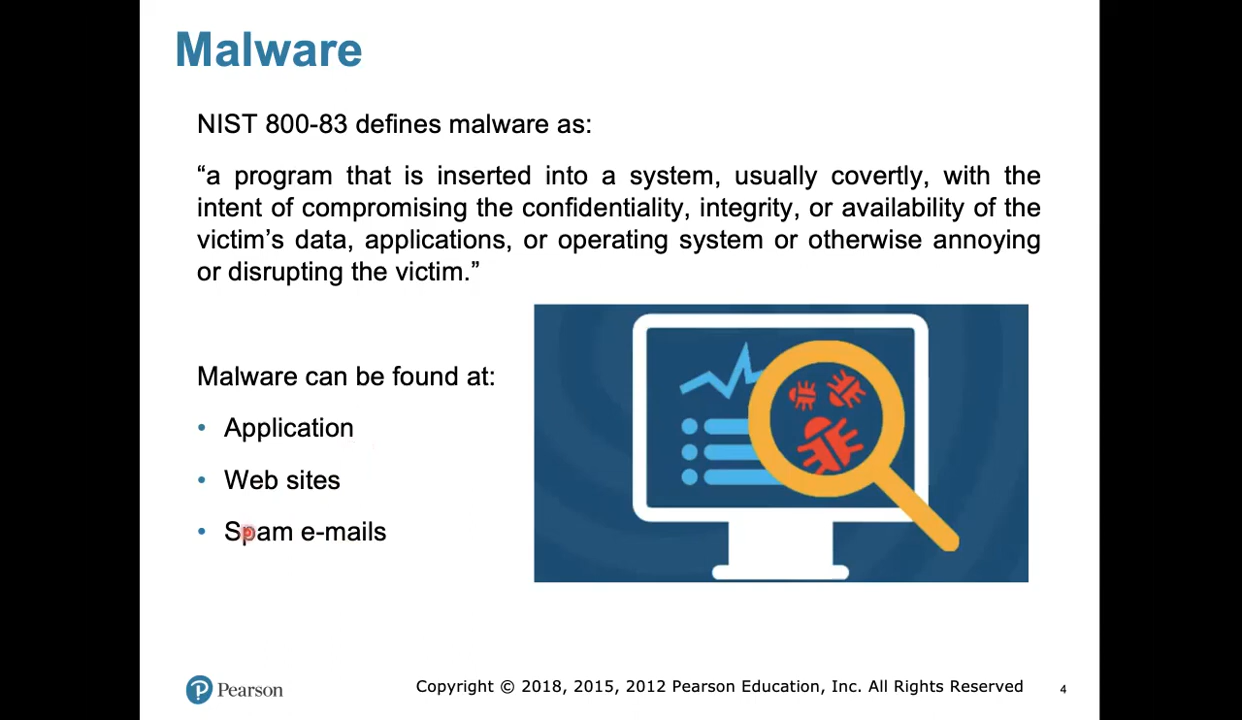 Malware
NIST 800-83 defines malware as:
“a program that is inserted into a system, usually covertly, with the
intent of compromising the confidentiality, integrity, or availability of the
victim’s data, applications, or operating system or otherwise annoying
or disrupting the victim.”
Malware can be found at:
• Application
• Web sites
• Spam e-mails
Pearson
Copyright © 2018, 2015, 2012 Pearson Education, Inc. All Rights Reserved
4